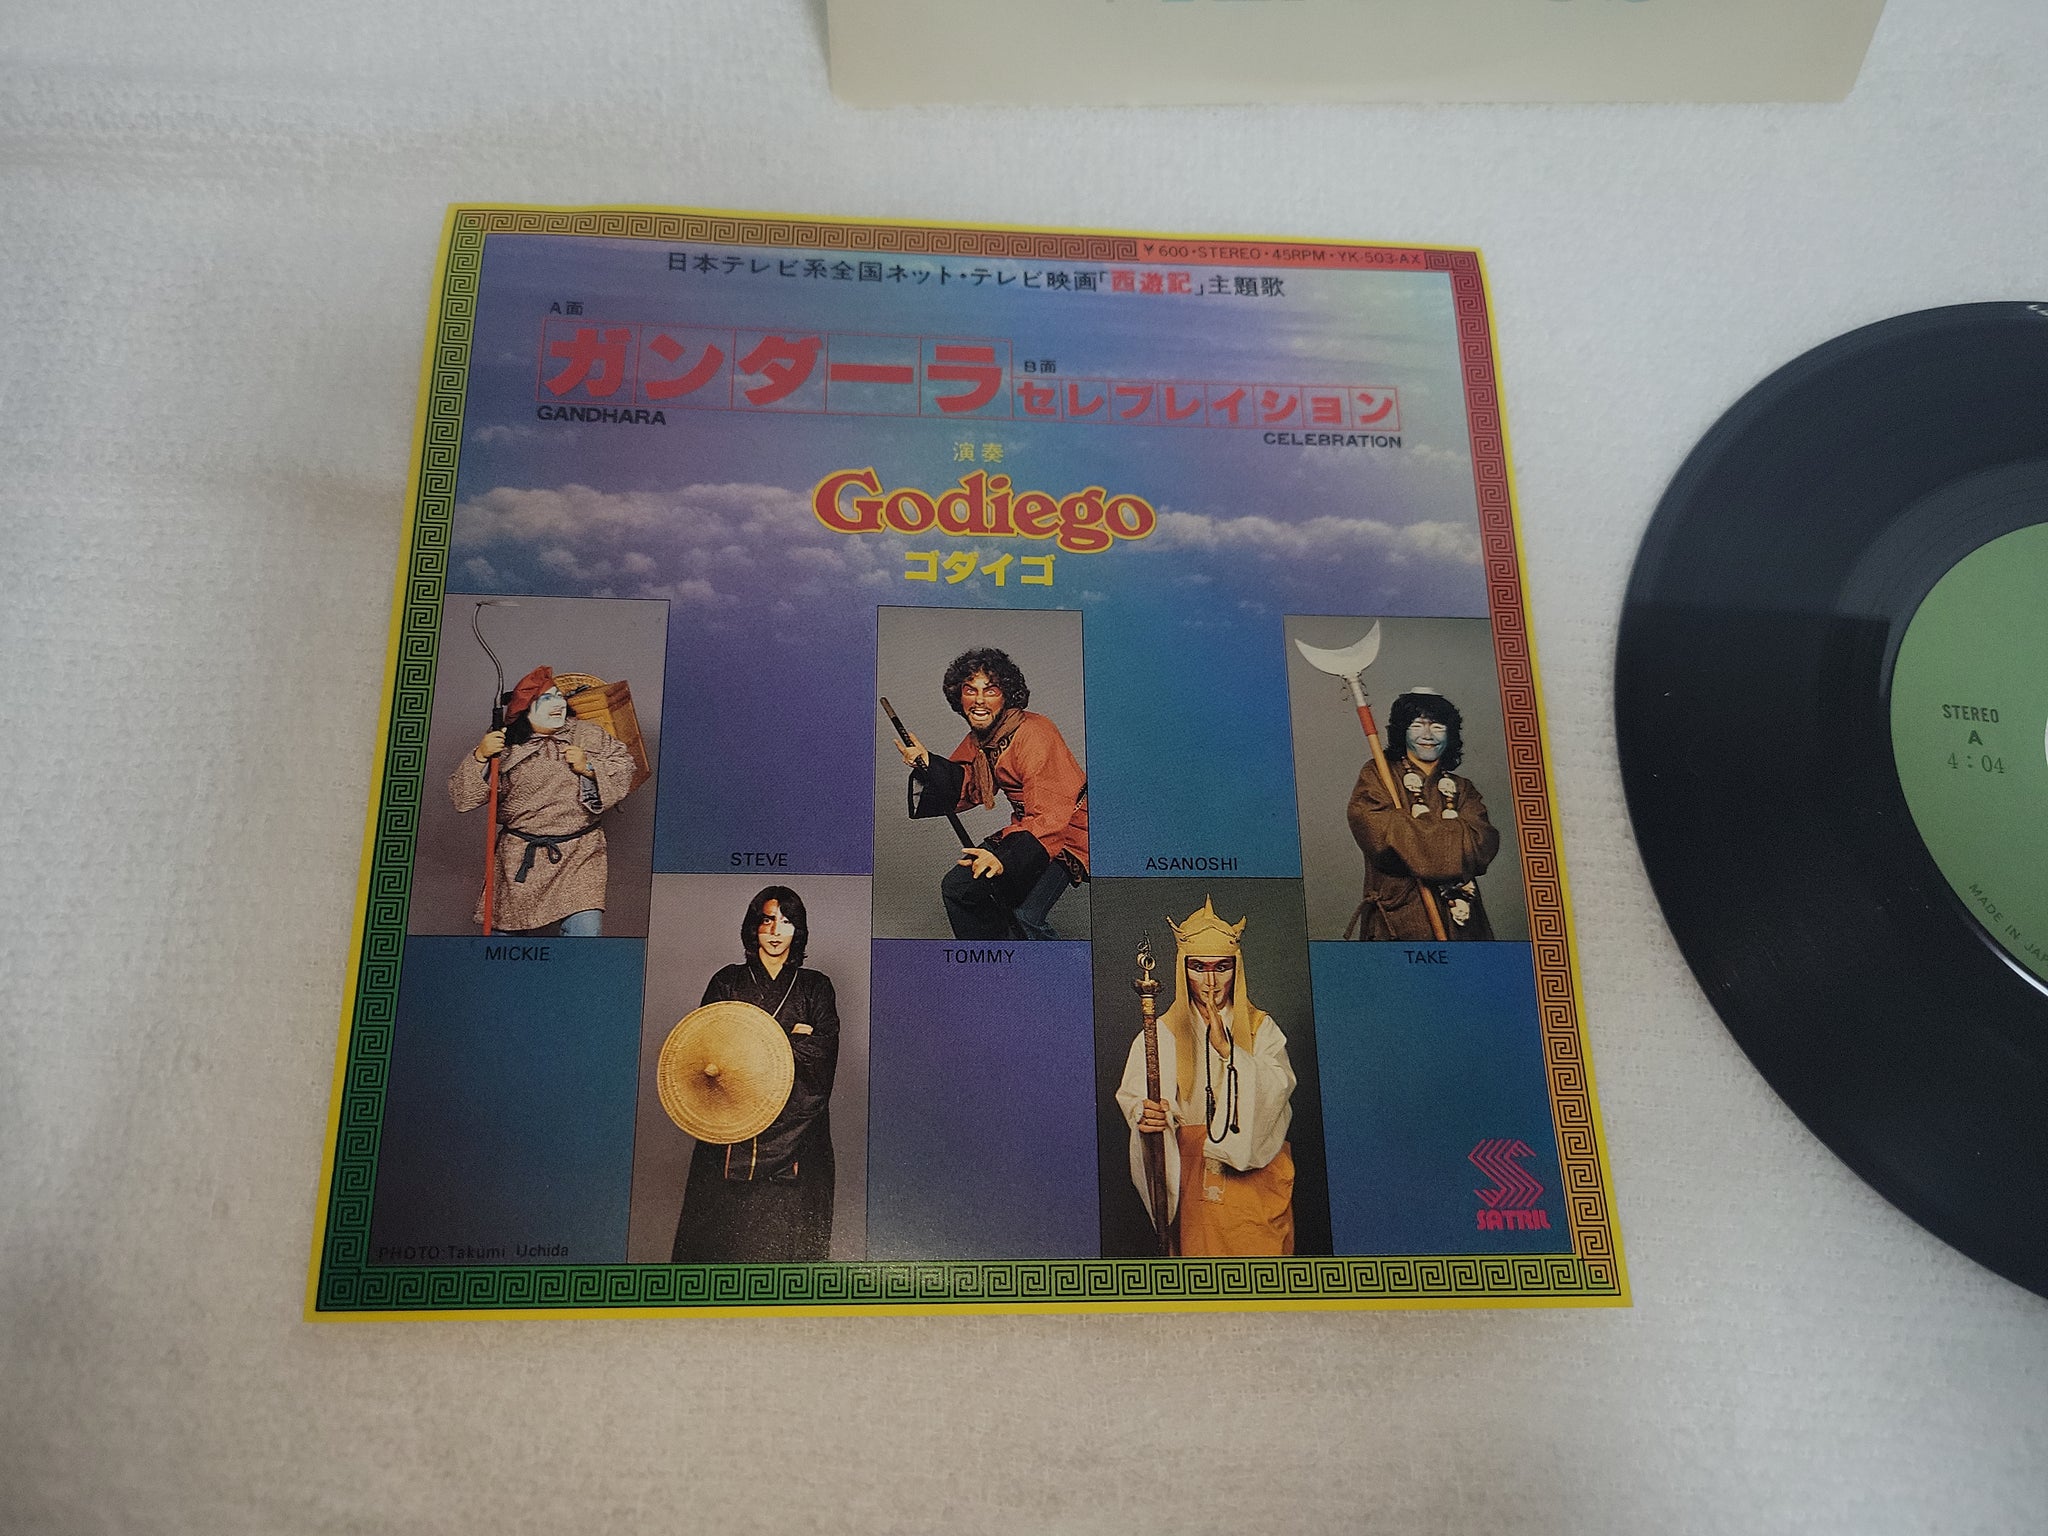 ¥600・STEREO・45RPM・YK-503-AX
日本テレビ系全国ネット・テレビ映画「西遊記」主題歌
A面
ガンダーラ
GANDHARA
B面
セレブレイション
CELEBRATION
演奏
Godiego
ゴダイゴ
MICKIE
STEVE
TOMMY
ASANOSHI
TAKE
SATRIL
PHOTO:Takumi Uchida
STEREO
A
4:04
MADE IN JAP